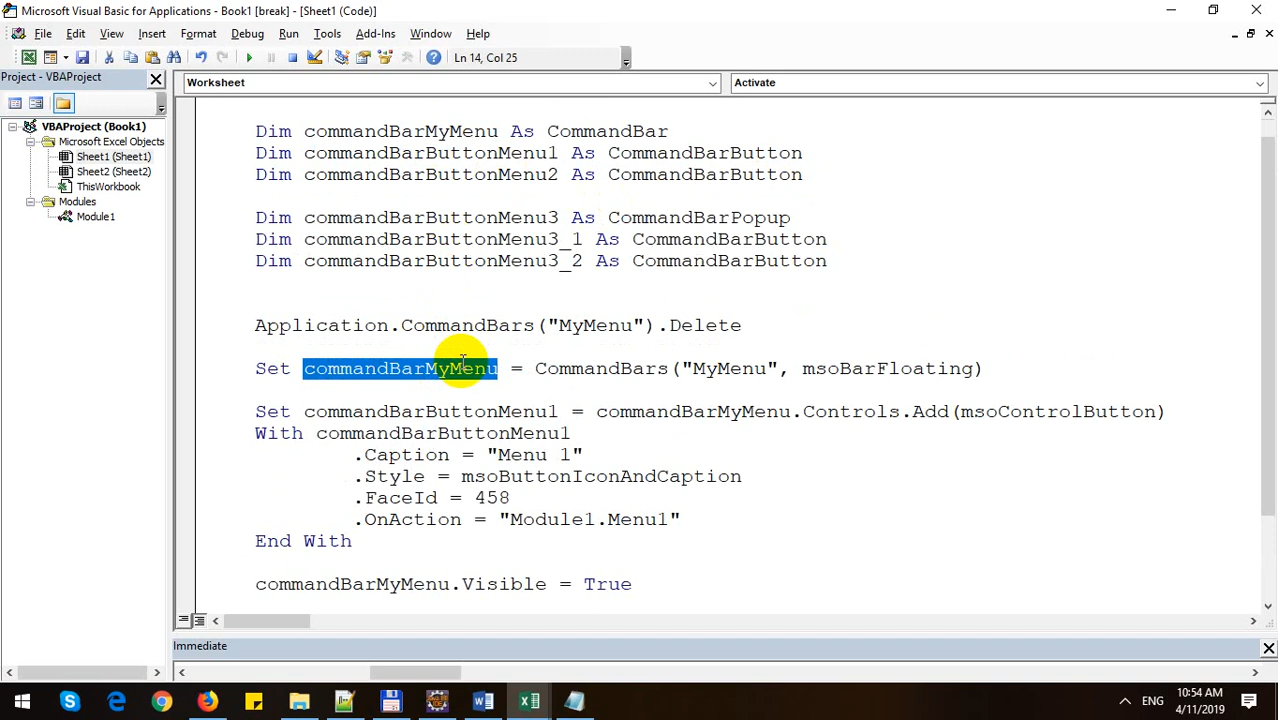 Microsoft Visual Basic for Applications - Book1 [break] - [Sheet1 (Code)]
File Edit View Insert Format Debug Run Tools Add-Ins Window Help
Ln 14, Col 25
Project - VBAProject
Worksheet
Activate
VBAProject (Book1)
Microsoft Excel Objects
Sheet1 (Sheet1)
Sheet2 (Sheet2)
ThisWorkbook
Modules
Module1
Dim commandBarMyMenu As CommandBar
Dim commandBarButtonMenu1 As CommandBarButton
Dim commandBarButtonMenu2 As CommandBarButton
Dim commandBarButtonMenu3 As CommandBarPopup
Dim commandBarButtonMenu3_1 As CommandBarButton
Dim commandBarButtonMenu3_2 As CommandBarButton
Application.CommandBars("MyMenu").Delete
Set commandBarMyMenu = CommandBars("MyMenu", msoBarFloating)
Set commandBarButtonMenu1 = commandBarMyMenu.Controls.Add(msoControlButton)
With commandBarButtonMenu1
.Caption = "Menu 1"
.Style = msoButtonIconAndCaption
.FaceId = 458
.OnAction = "Module1.Menu1"
End With
commandBarMyMenu.Visible = True
Immediate
ENG
10:54 AM
4/11/2019